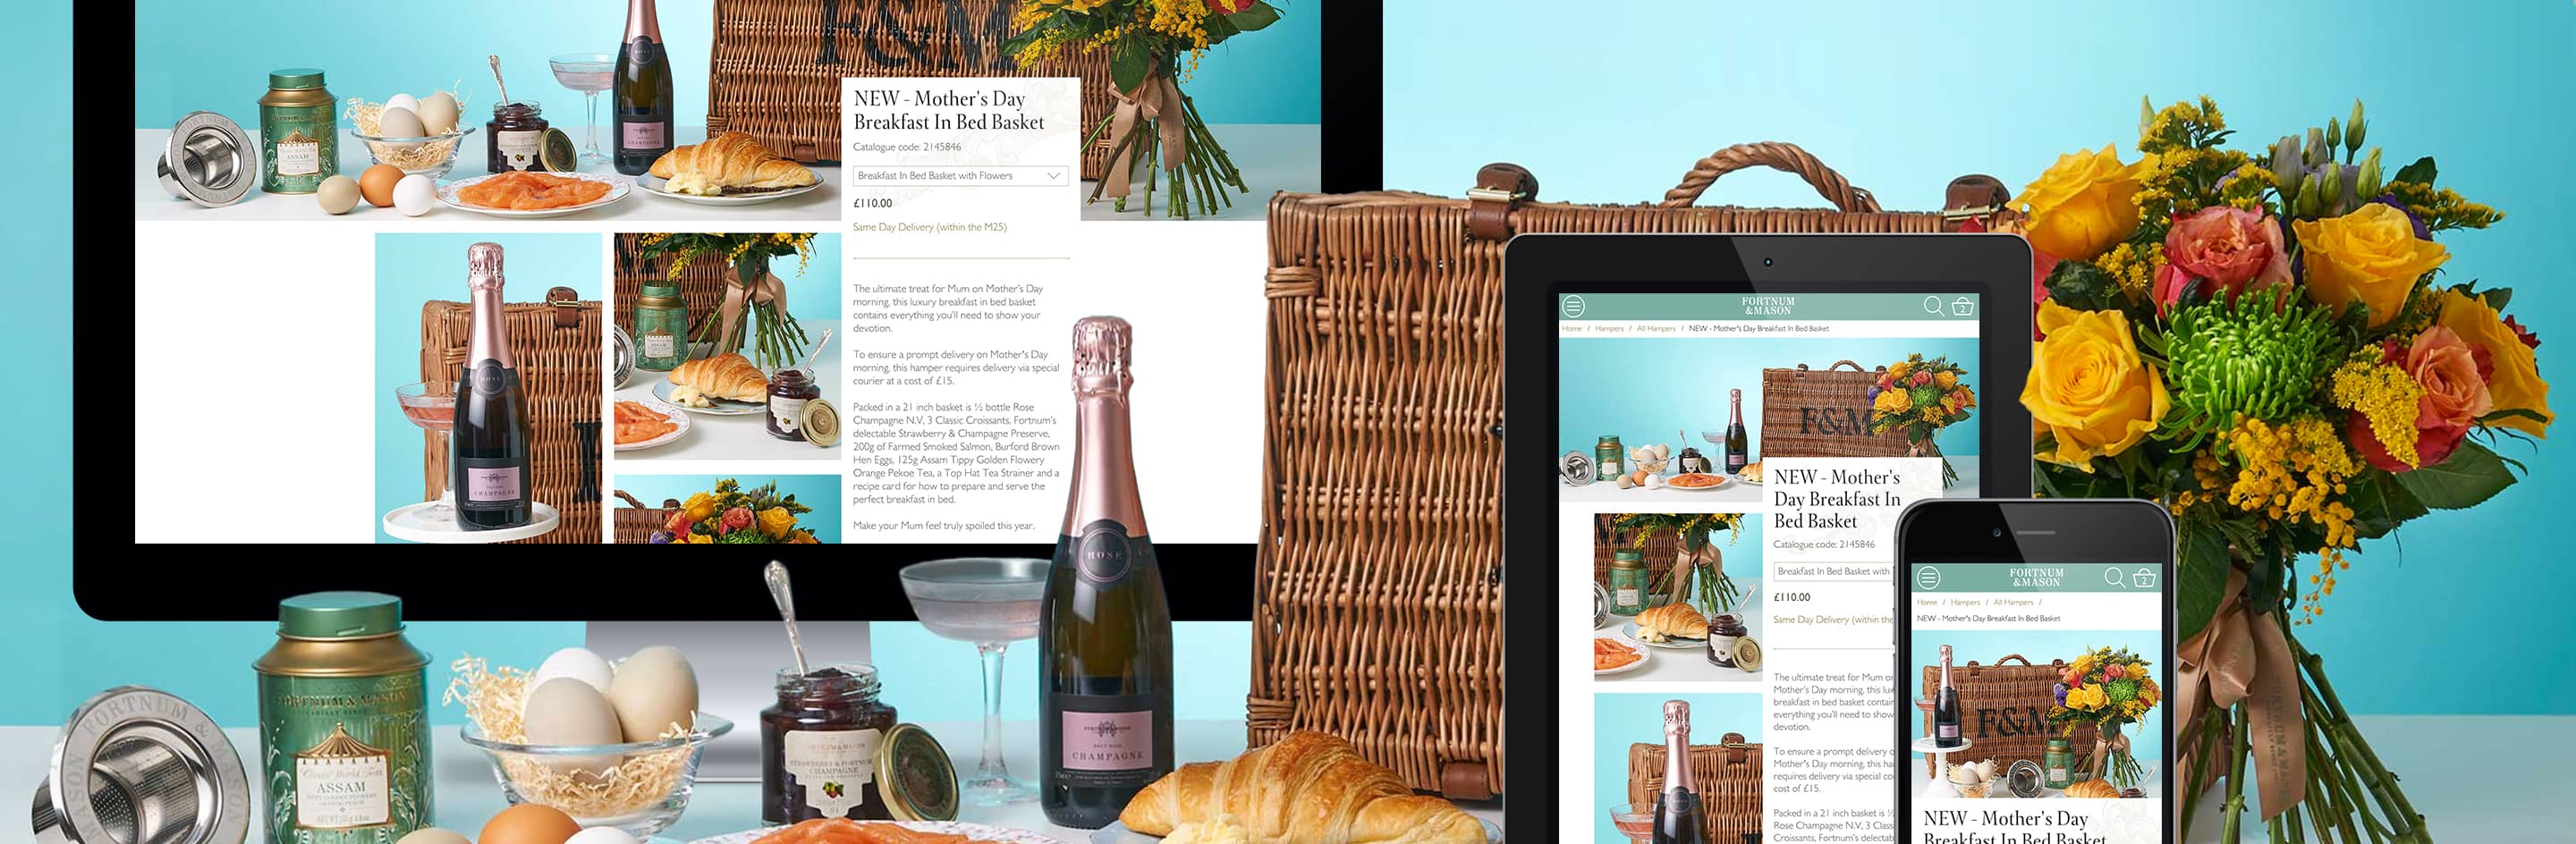 F&M
NEW - Mother's Day
Breakfast In Bed Basket
Catalogue code: 2145846
Breakfast In Bed Basket with Flowers
£110.00
Same Day Delivery (within the M25)
The ultimate treat for Mum on Mother's Day
morning, this luxury breakfast in bed basket
contains everything you'll need to show your
devotion.
To ensure a prompt delivery on Mother's Day
morning, this hamper requires delivery via special
courier at a cost of £15.
Packed in a 21 inch basket is ½ bottle Rose
Champagne N.V, 3 Classic Croissants, Fortnum's
delectable Strawberry & Champagne Preserve,
200g of Farmed Smoked Salmon, Burford Brown
Hen Eggs, 125g Assam Tippy Golden Flowery
Orange Pekoe Tea, a Top Hat Tea Strainer and a
recipe card for how to prepare and serve the
perfect breakfast in bed.
Make your Mum feel truly spoiled this year.
ASSAM
ROSE
CHAMPAGNE
FORTNUM & MASON
FORTNUM & MASON
ASSAM
STRAWBERRY &
CHAMPAGNE
ROSE
CHAMPAGNE
FORTNUM
&MASON
2
Home / Hampers / All Hampers / NEW - Mother's Day Breakfast In Bed Basket
F&M
NEW - Mother's
Day Breakfast In
Bed Basket
Catalogue code: 2145846
Breakfast In Bed Basket with
£110.00
Same Day Delivery (within the
The ultimate treat for Mum
Mother's Day morning, this
breakfast in bed basket
everything you'll need to show
devotion.
To ensure a prompt delivery
Mother's Day morning, this
requires delivery via special
cost of £15.
Packed in a 21 inch basket is
Rose Champagne N.V, 3
Croissants, Fortnum's
FORTNUM
&MASON
2
Home / Hampers / All Hampers /
NEW - Mother's Day Breakfast In Bed Basket
F&M
NEW - Mother's Day
Breakfast In Bed Basket